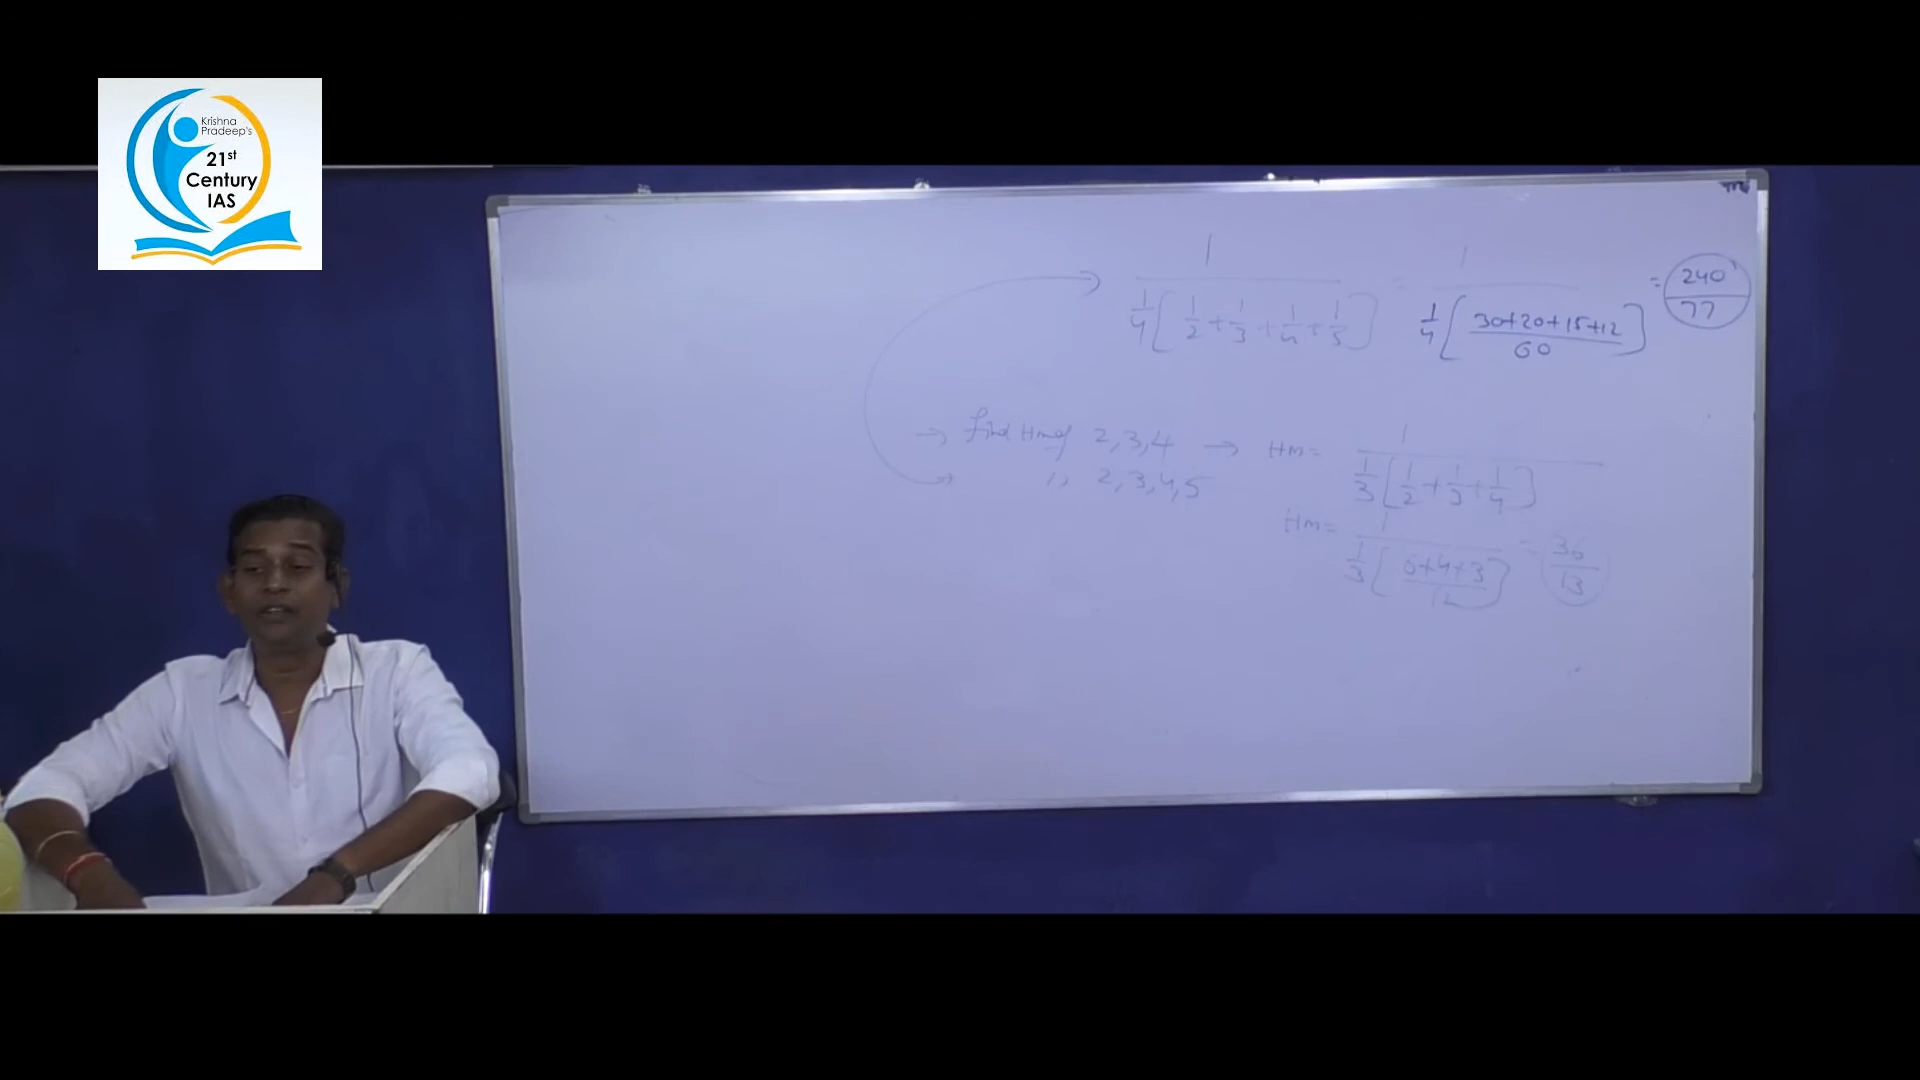 Krishna
Pradeep's
21st
Century
IAS
1 / (1/4 [1/2 + 1/3 + 1/4 + 1/5]) = 1 / (1/4 [(30+20+15+12)/60]) = 240/77
→ find HM of 2,3,4 → HM = 1 / (1/3 [1/2 + 1/3 + 1/4])
→ ,, 2,3,4,5
HM = 1 / (1/3 [(6+4+3)/12]) = 36/13